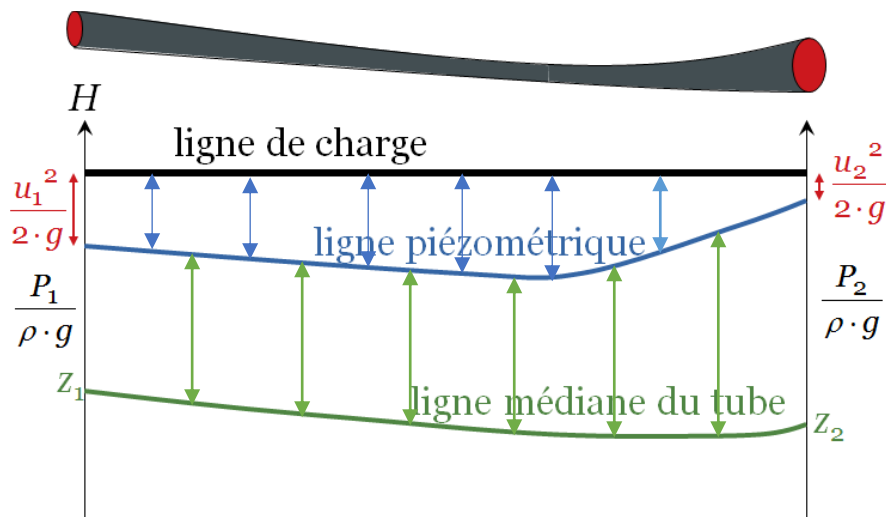 H
ligne de charge
u₁²
2·g
u₂²
2·g
ligne piézométrique
P₁
ρ·g
P₂
ρ·g
z₁
ligne médiane du tube
z₂